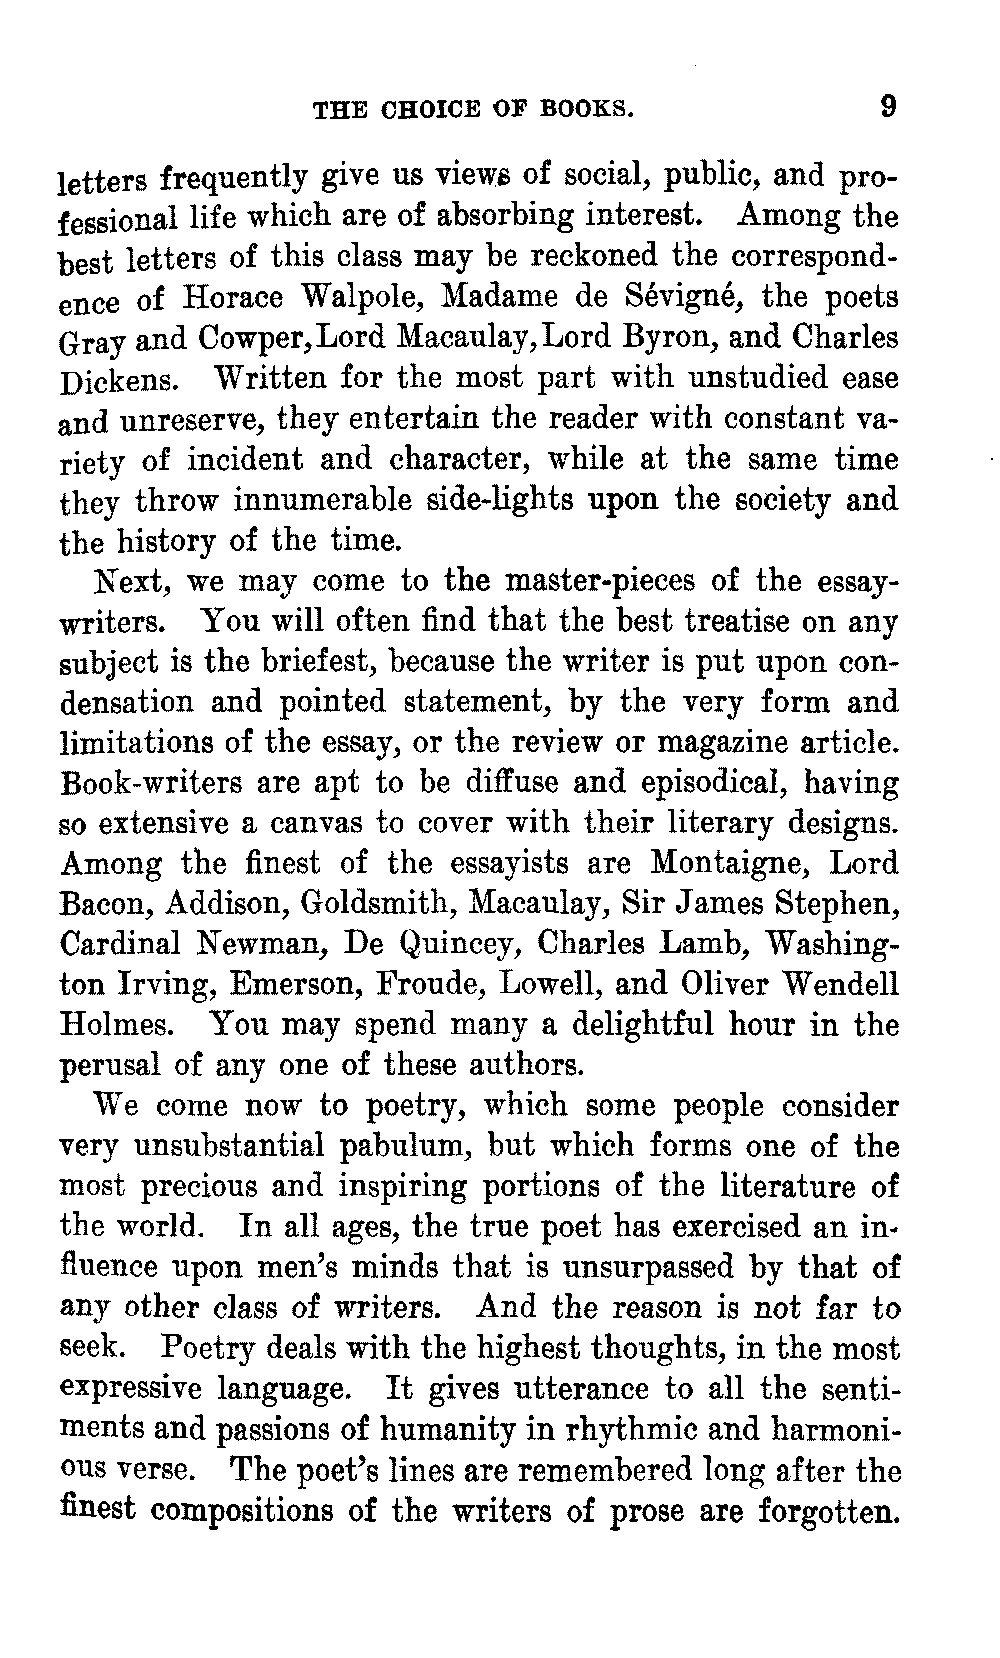 THE CHOICE OF BOOKS. 9
letters frequently give us views of social, public, and pro-
fessional life which are of absorbing interest. Among the
best letters of this class may be reckoned the correspond-
ence of Horace Walpole, Madame de Sévigné, the poets
Gray and Cowper, Lord Macaulay, Lord Byron, and Charles
Dickens. Written for the most part with unstudied ease
and unreserve, they entertain the reader with constant va-
riety of incident and character, while at the same time
they throw innumerable side-lights upon the society and
the history of the time.
Next, we may come to the master-pieces of the essay-
writers. You will often find that the best treatise on any
subject is the briefest, because the writer is put upon con-
densation and pointed statement, by the very form and
limitations of the essay, or the review or magazine article.
Book-writers are apt to be diffuse and episodical, having
so extensive a canvas to cover with their literary designs.
Among the finest of the essayists are Montaigne, Lord
Bacon, Addison, Goldsmith, Macaulay, Sir James Stephen,
Cardinal Newman, De Quincey, Charles Lamb, Washing-
ton Irving, Emerson, Froude, Lowell, and Oliver Wendell
Holmes. You may spend many a delightful hour in the
perusal of any one of these authors.
We come now to poetry, which some people consider
very unsubstantial pabulum, but which forms one of the
most precious and inspiring portions of the literature of
the world. In all ages, the true poet has exercised an in-
fluence upon men's minds that is unsurpassed by that of
any other class of writers. And the reason is not far to
seek. Poetry deals with the highest thoughts, in the most
expressive language. It gives utterance to all the senti-
ments and passions of humanity in rhythmic and harmoni-
ous verse. The poet's lines are remembered long after the
finest compositions of the writers of prose are forgotten.